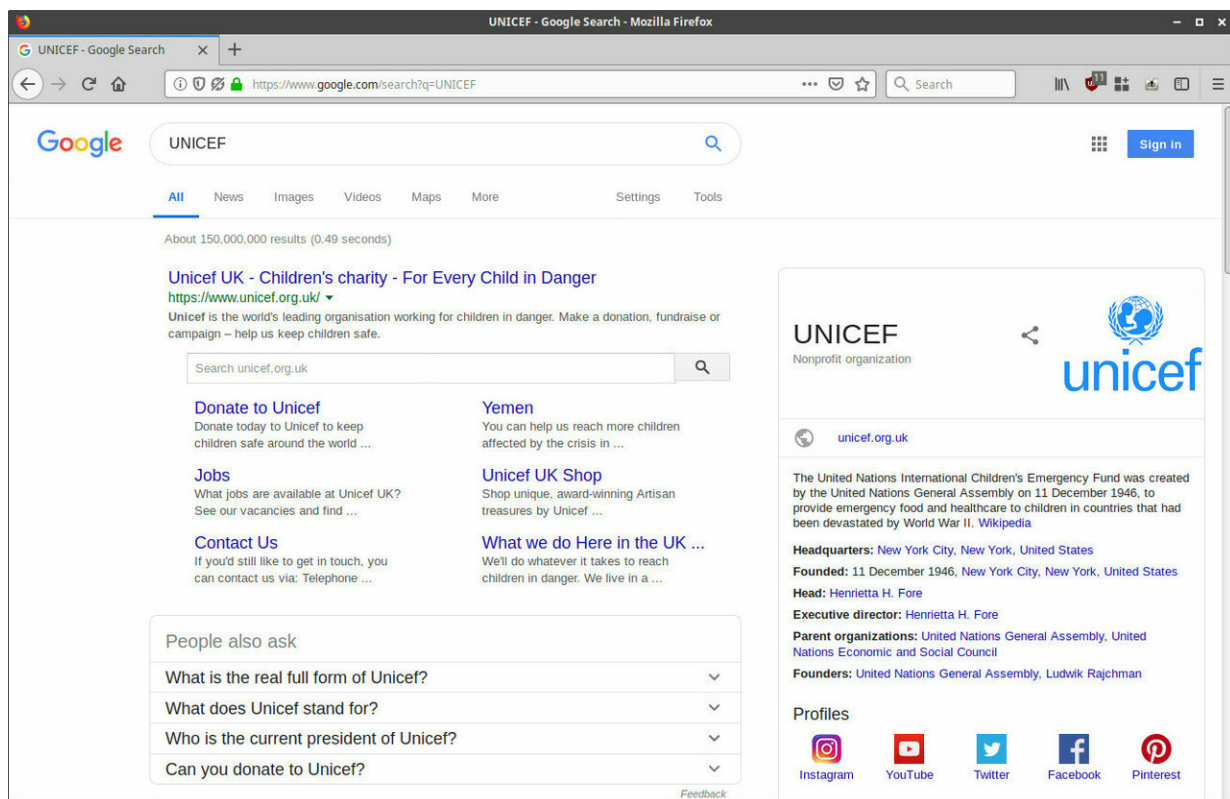 UNICEF - Google Search - Mozilla Firefox
UNICEF - Google Search
https://www.google.com/search?q=UNICEF
Search
11
Google
UNICEF
Sign in
All News Images Videos Maps More Settings Tools
About 150,000,000 results (0.49 seconds)
Unicef UK - Children's charity - For Every Child in Danger
https://www.unicef.org.uk/
Unicef is the world's leading organisation working for children in danger. Make a donation, fundraise or
campaign – help us keep children safe.
Search unicef.org.uk
Donate to Unicef
Donate today to Unicef to keep
children safe around the world ...
Yemen
You can help us reach more children
affected by the crisis in ...
Jobs
What jobs are available at Unicef UK?
See our vacancies and find ...
Unicef UK Shop
Shop unique, award-winning Artisan
treasures by Unicef ...
Contact Us
If you'd still like to get in touch, you
can contact us via: Telephone ...
What we do Here in the UK ...
We'll do whatever it takes to reach
children in danger. We live in a ...
People also ask
What is the real full form of Unicef?
What does Unicef stand for?
Who is the current president of Unicef?
Can you donate to Unicef?
Feedback
UNICEF
Nonprofit organization
unicef
unicef.org.uk
The United Nations International Children's Emergency Fund was created
by the United Nations General Assembly on 11 December 1946, to
provide emergency food and healthcare to children in countries that had
been devastated by World War II. Wikipedia
Headquarters: New York City, New York, United States
Founded: 11 December 1946, New York City, New York, United States
Head: Henrietta H. Fore
Executive director: Henrietta H. Fore
Parent organizations: United Nations General Assembly, United
Nations Economic and Social Council
Founders: United Nations General Assembly, Ludwik Rajchman
Profiles
Instagram YouTube Twitter Facebook Pinterest